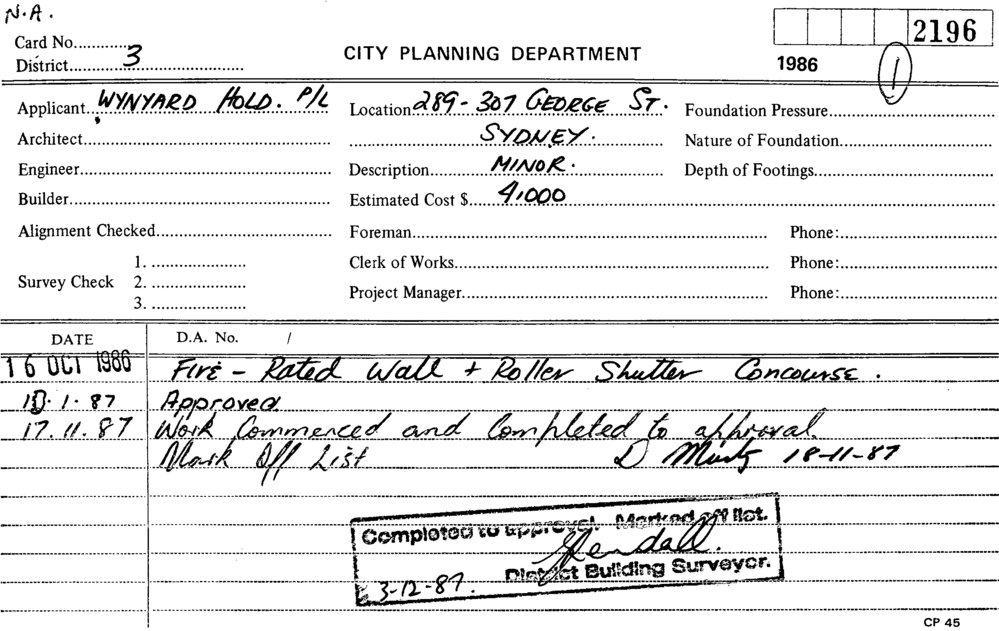 N.A.
Card No.
District 3
CITY PLANNING DEPARTMENT
2196
1986
1
Applicant WYNYARD HOLD. P/L
Location 289-307 GEORGE ST.
Foundation Pressure
Architect
SYDNEY.
Nature of Foundation
Engineer
Description MINOR.
Depth of Footings
Builder
Estimated Cost $ 4,000
Alignment Checked
Foreman
Phone:
Survey Check
1.
2.
3.
Clerk of Works
Phone:
Project Manager
Phone:
DATE
D.A. No. /
16 OCT 1986 Fire - Rated Wall + Roller Shutter Concourse.
1.87 Approved
17.11.87 Work Commenced and Completed to approval.
Mark Off List D 18-11-87
Completed to approval. Marked off list.
Kendall.
District Building Surveyor.
3-12-87.
CP 45